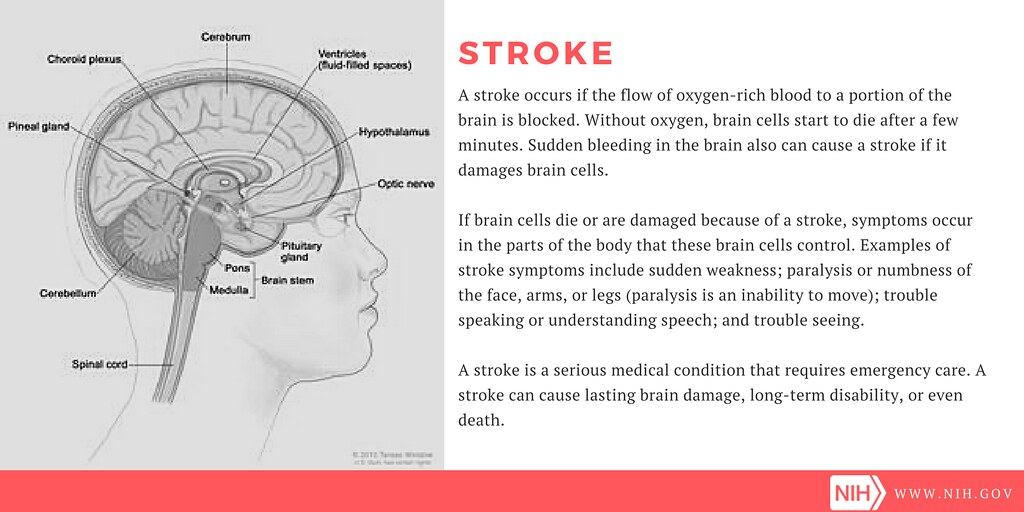 Cerebrum
Choroid plexus
Ventricles
(fluid-filled spaces)
Pineal gland
Hypothalamus
Optic nerve
Pituitary
gland
Pons
Brain stem
Medulla
Cerebellum
Spinal cord
STROKE
A stroke occurs if the flow of oxygen-rich blood to a portion of the
brain is blocked. Without oxygen, brain cells start to die after a few
minutes. Sudden bleeding in the brain also can cause a stroke if it
damages brain cells.
If brain cells die or are damaged because of a stroke, symptoms occur
in the parts of the body that these brain cells control. Examples of
stroke symptoms include sudden weakness; paralysis or numbness of
the face, arms, or legs (paralysis is an inability to move); trouble
speaking or understanding speech; and trouble seeing.
A stroke is a serious medical condition that requires emergency care. A
stroke can cause lasting brain damage, long-term disability, or even
death.
© 2010 Terese Winslow
NIH
WWW.NIH.GOV